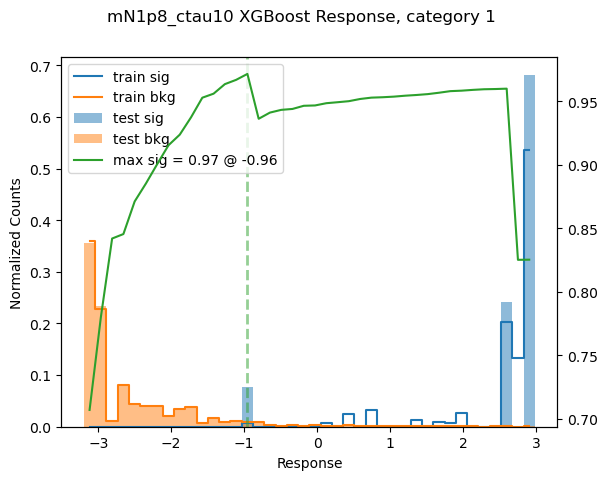 mN1p8_ctau10 XGBoost Response, category 1
train sig
train bkg
test sig
test bkg
max sig = 0.97 @ -0.96
Normalized Counts
0.7
0.6
0.5
0.4
0.3
0.2
0.1
0.0
0.95
0.90
0.85
0.80
0.75
0.70
−3
−2
−1
0
1
2
3
Response